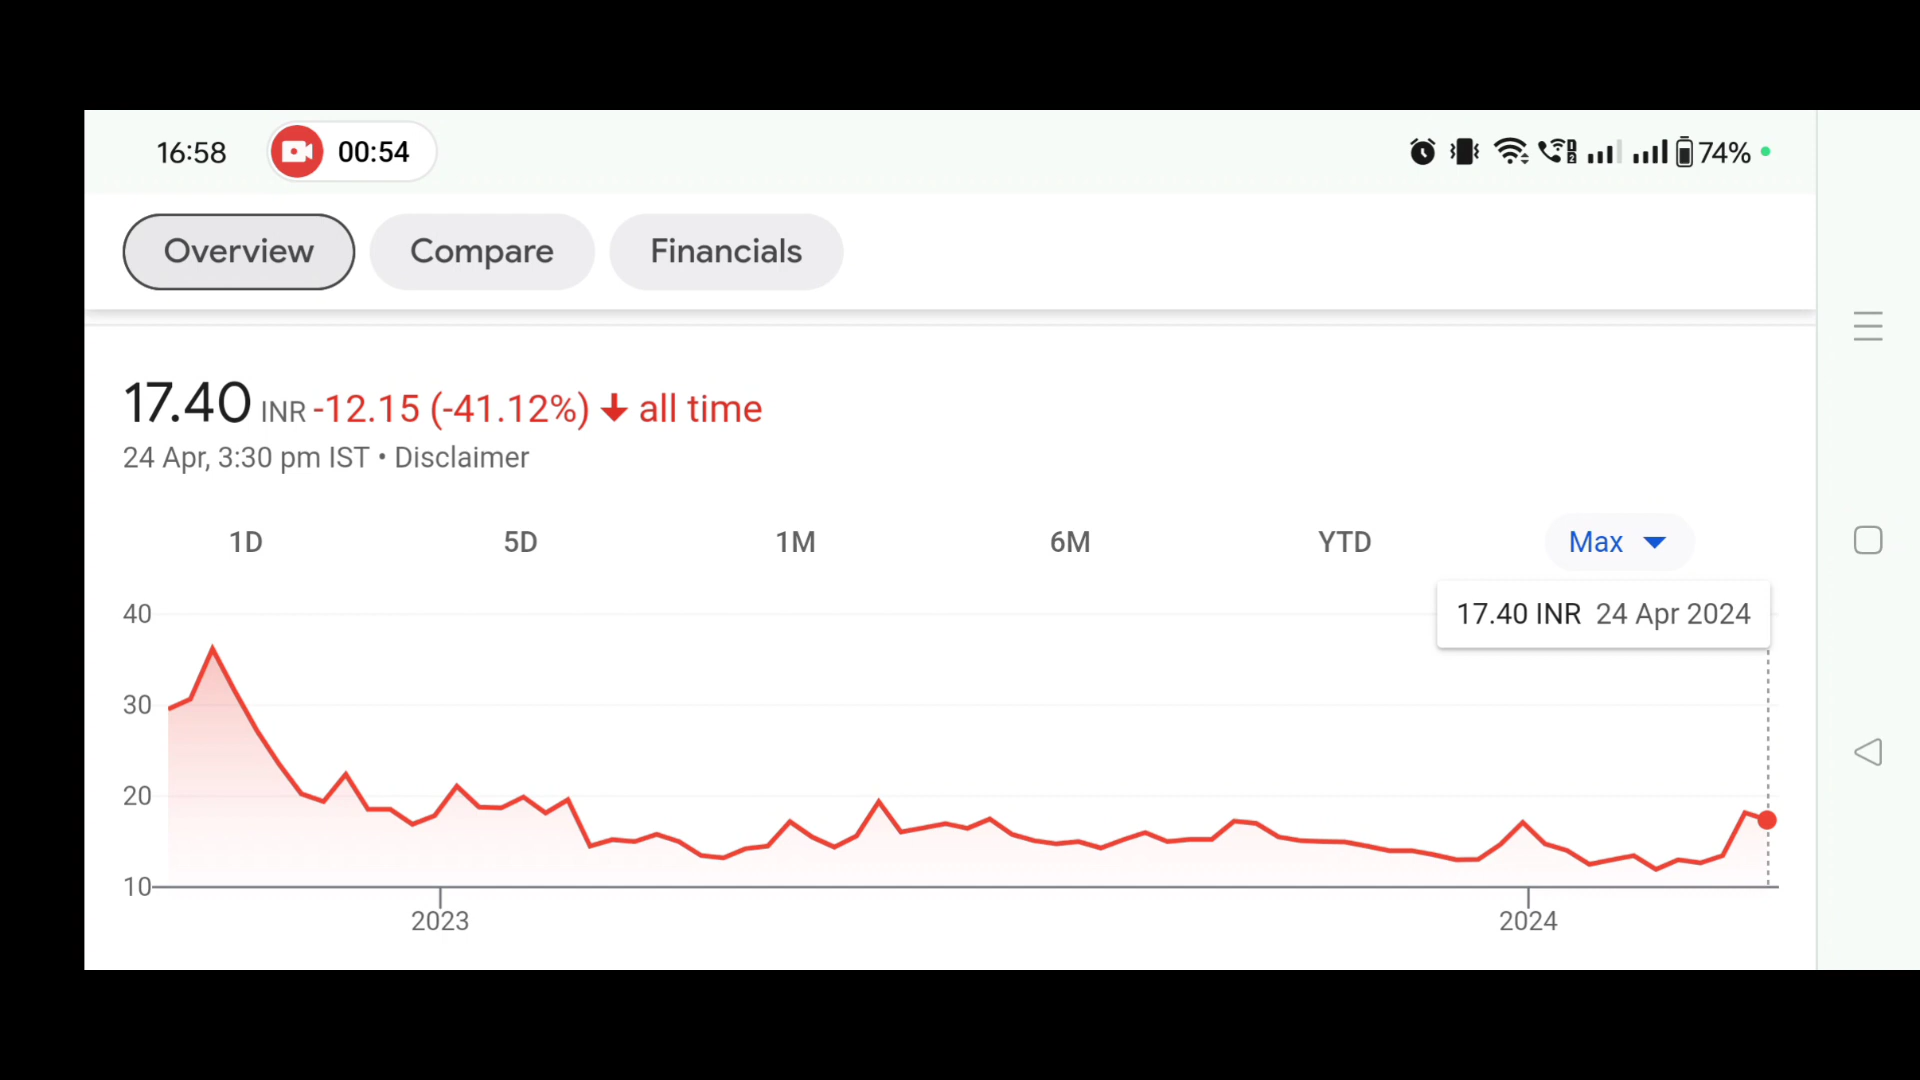 16:58 00:54 74%
Overview Compare Financials
17.40 INR -12.15 (-41.12%) ↓ all time
24 Apr, 3:30 pm IST • Disclaimer
1D 5D 1M 6M YTD Max
17.40 INR 24 Apr 2024
40
30
20
10
2023 2024